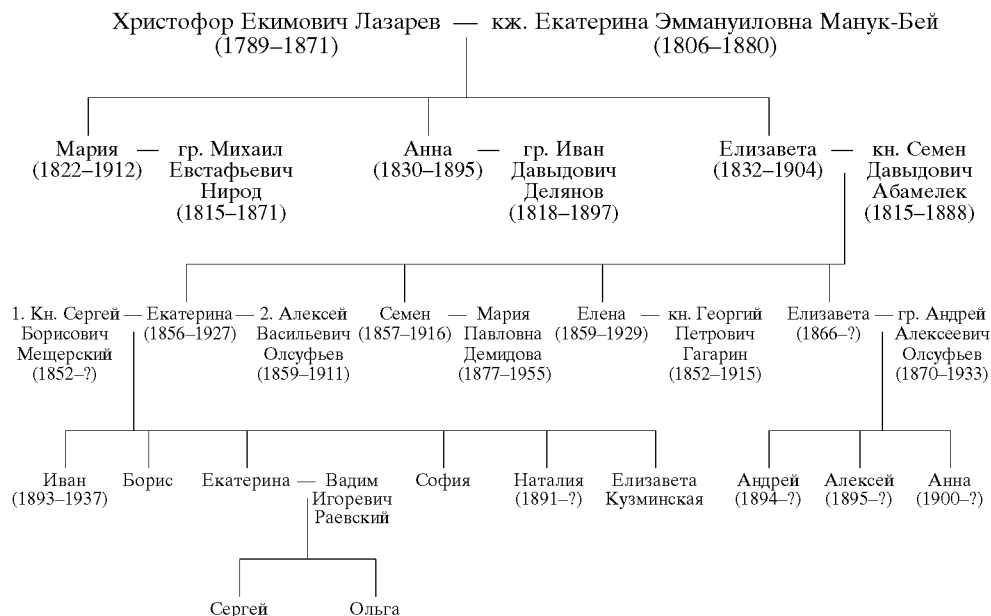 Христофор Екимович Лазарев — кж. Екатерина Эммануиловна Манук-Бей
(1789–1871) (1806–1880)
Мария — гр. Михаил
(1822–1912) Евстафьевич
Нирод
(1815–1871)
Анна — гр. Иван
(1830–1895) Давыдович
Делянов
(1818–1897)
Елизавета — кн. Семен
(1832–1904) Давыдович
Абамелек
(1815–1888)
1. Кн. Сергей — Екатерина — 2. Алексей
Борисович (1856–1927) Васильевич
Мещерский Олсуфьев
(1852–?) (1859–1911)
Семен — Мария
(1857–1916) Павловна
Демидова
(1877–1955)
Елена — кн. Георгий
(1859–1929) Петрович
Гагарин
(1852–1915)
Елизавета — гр. Андрей
(1866–?) Алексеевич
Олсуфьев
(1870–1933)
Иван
(1893–1937)
Борис
Екатерина — Вадим
Игоревич
Раевский
София
Наталия
(1891–?)
Елизавета
Кузминская
Андрей
(1894–?)
Алексей
(1895–?)
Анна
(1900–?)
Сергей Ольга